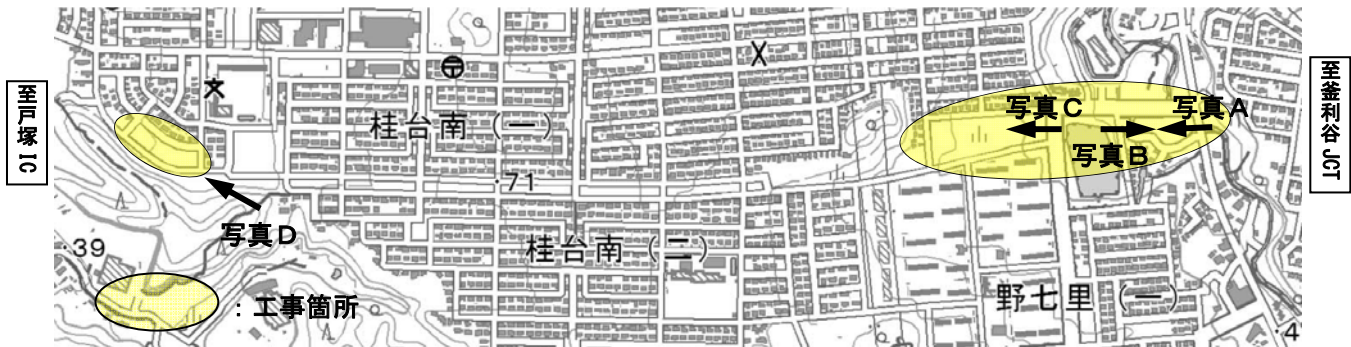 至戸塚IC
至釜利谷JCT
桂台南(一)
写真C
写真A
写真B
・71
写真D
桂台南(二)
・39
野七里(一)
：工事箇所
・4